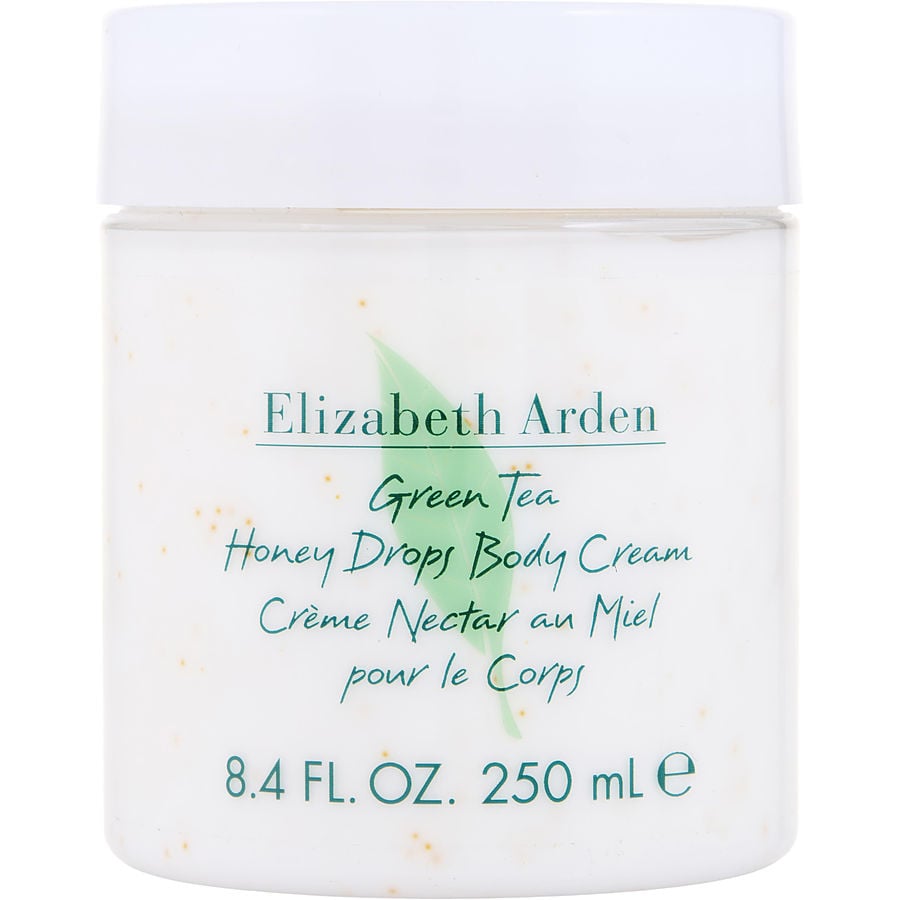 Elizabeth Arden
Green Tea
Honey Drops Body Cream
Crème Nectar au Miel
pour le Corps
8.4 FL. OZ. 250 mL ℮